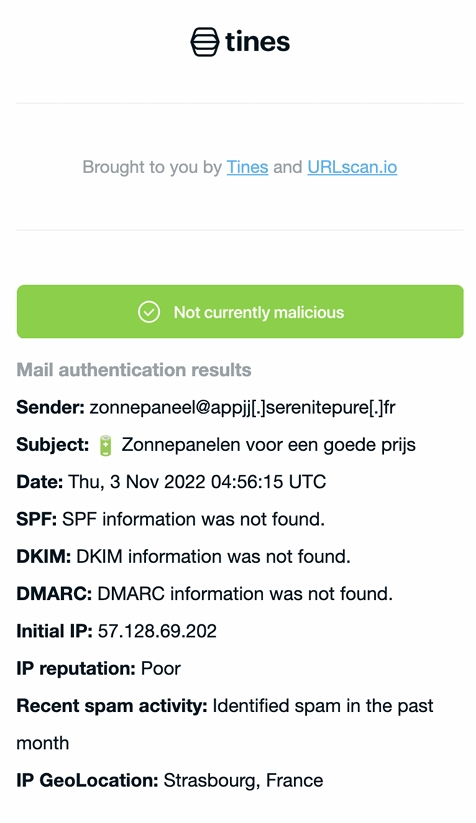 tines
Brought to you by Tines and URLscan.io
Not currently malicious
Mail authentication results
Sender: zonnepaneel@appjj[.]serenitepure[.]fr
Subject: 🔋 Zonnepanelen voor een goede prijs
Date: Thu, 3 Nov 2022 04:56:15 UTC
SPF: SPF information was not found.
DKIM: DKIM information was not found.
DMARC: DMARC information was not found.
Initial IP: 57.128.69.202
IP reputation: Poor
Recent spam activity: Identified spam in the past
month
IP GeoLocation: Strasbourg, France